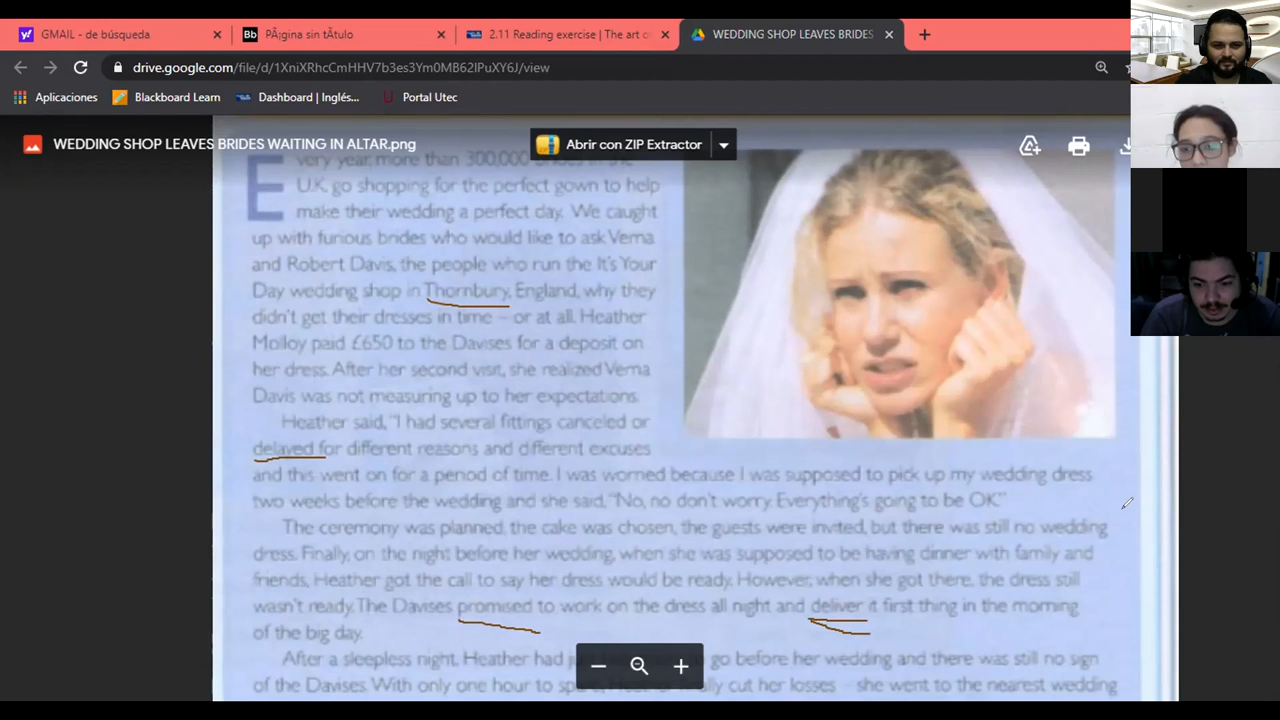 GMAIL - de búsqueda
PÃ¡gina sin tÃ­tulo
2.11 Reading exercise | The art o
WEDDING SHOP LEAVES BRIDES
drive.google.com/file/d/1XniXRhcCmHHV7b3es3Ym0MB62lPuXY6J/view
Aplicaciones
Blackboard Learn
Dashboard | Inglés...
Portal Utec
WEDDING SHOP LEAVES BRIDES WAITING IN ALTAR.png
Abrir con ZIP Extractor
Every year, more than 300,000 brides in the
U.K. go shopping for the perfect gown to help
make their wedding a perfect day. We caught
up with furious brides who would like to ask Verna
and Robert Davis, the people who run the It's Your
Day wedding shop in Thornbury, England, why they
didn't get their dresses in time – or at all. Heather
Molloy paid £650 to the Davises for a deposit on
her dress. After her second visit, she realized Verna
Davis was not measuring up to her expectations.
Heather said, "I had several fittings canceled or
delayed for different reasons and different excuses
and this went on for a period of time. I was worried because I was supposed to pick up my wedding dress
two weeks before the wedding and she said, "No, no don't worry. Everything's going to be OK."
The ceremony was planned, the cake was chosen, the guests were invited, but there was still no wedding
dress. Finally, on the night before her wedding, when she was supposed to be having dinner with family and
friends, Heather got the call to say her dress would be ready. However, when she got there, the dress still
wasn't ready. The Davises promised to work on the dress all night and deliver it first thing in the morning
of the big day.
After a sleepless night, Heather had go before her wedding and there was still no sign
of the Davises. With only one hour to cut her losses – she went to the nearest wedding